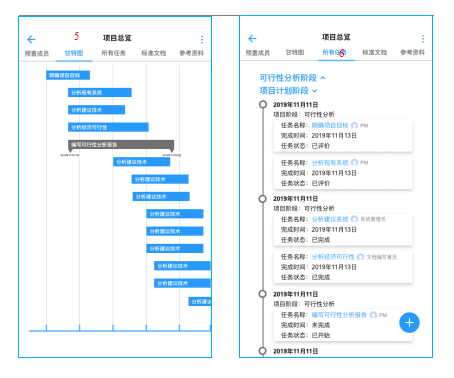 5
项目总览
预置成员 甘特图 所有任务 标准文档 参考资料
明确项目目标
分析现有系统
分析建议技术
分析经济可行性
编写可行性分析报告
分析建议技术
分析建议技术
分析建议技术
分析建议技术
分析建议技术
分析建议技术
分析建议技术
分析建议技术
分析建议
项目总览
预置成员 甘特图 所有任务 标准文档 参考资料
6
可行性分析阶段
项目计划阶段
2019年11月11日
项目阶段：可行性分析
任务名称：明确项目目标 PM
完成时间：2019年11月13日
任务状态：已评价
任务名称：分析现有系统 PM
完成时间：2019年11月13日
任务状态：已评价
2019年11月11日
项目阶段：可行性分析
任务名称：分析建议系统 系统管理员
完成时间：2019年11月13日
任务状态：已完成
任务名称：分析经济可行性 文档编写者员
完成时间：2019年11月13日
任务状态：已完成
2019年11月11日
项目阶段：可行性分析
任务名称：编写可行性分析报告 PM
完成时间：未完成
任务状态：已开始
+
2019年11月11日